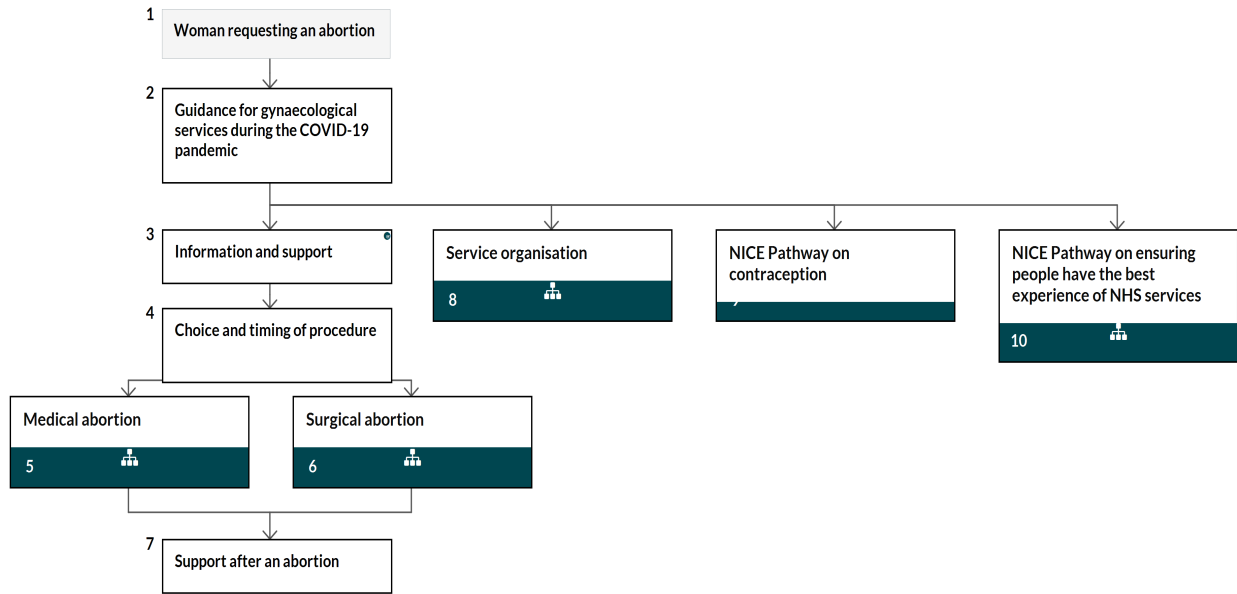 1
Woman requesting an abortion
2
Guidance for gynaecological
services during the COVID-19
pandemic
3
Information and support
Service organisation
8
NICE Pathway on
contraception
NICE Pathway on ensuring
people have the best
experience of NHS services
10
4
Choice and timing of procedure
Medical abortion
5
Surgical abortion
6
7
Support after an abortion